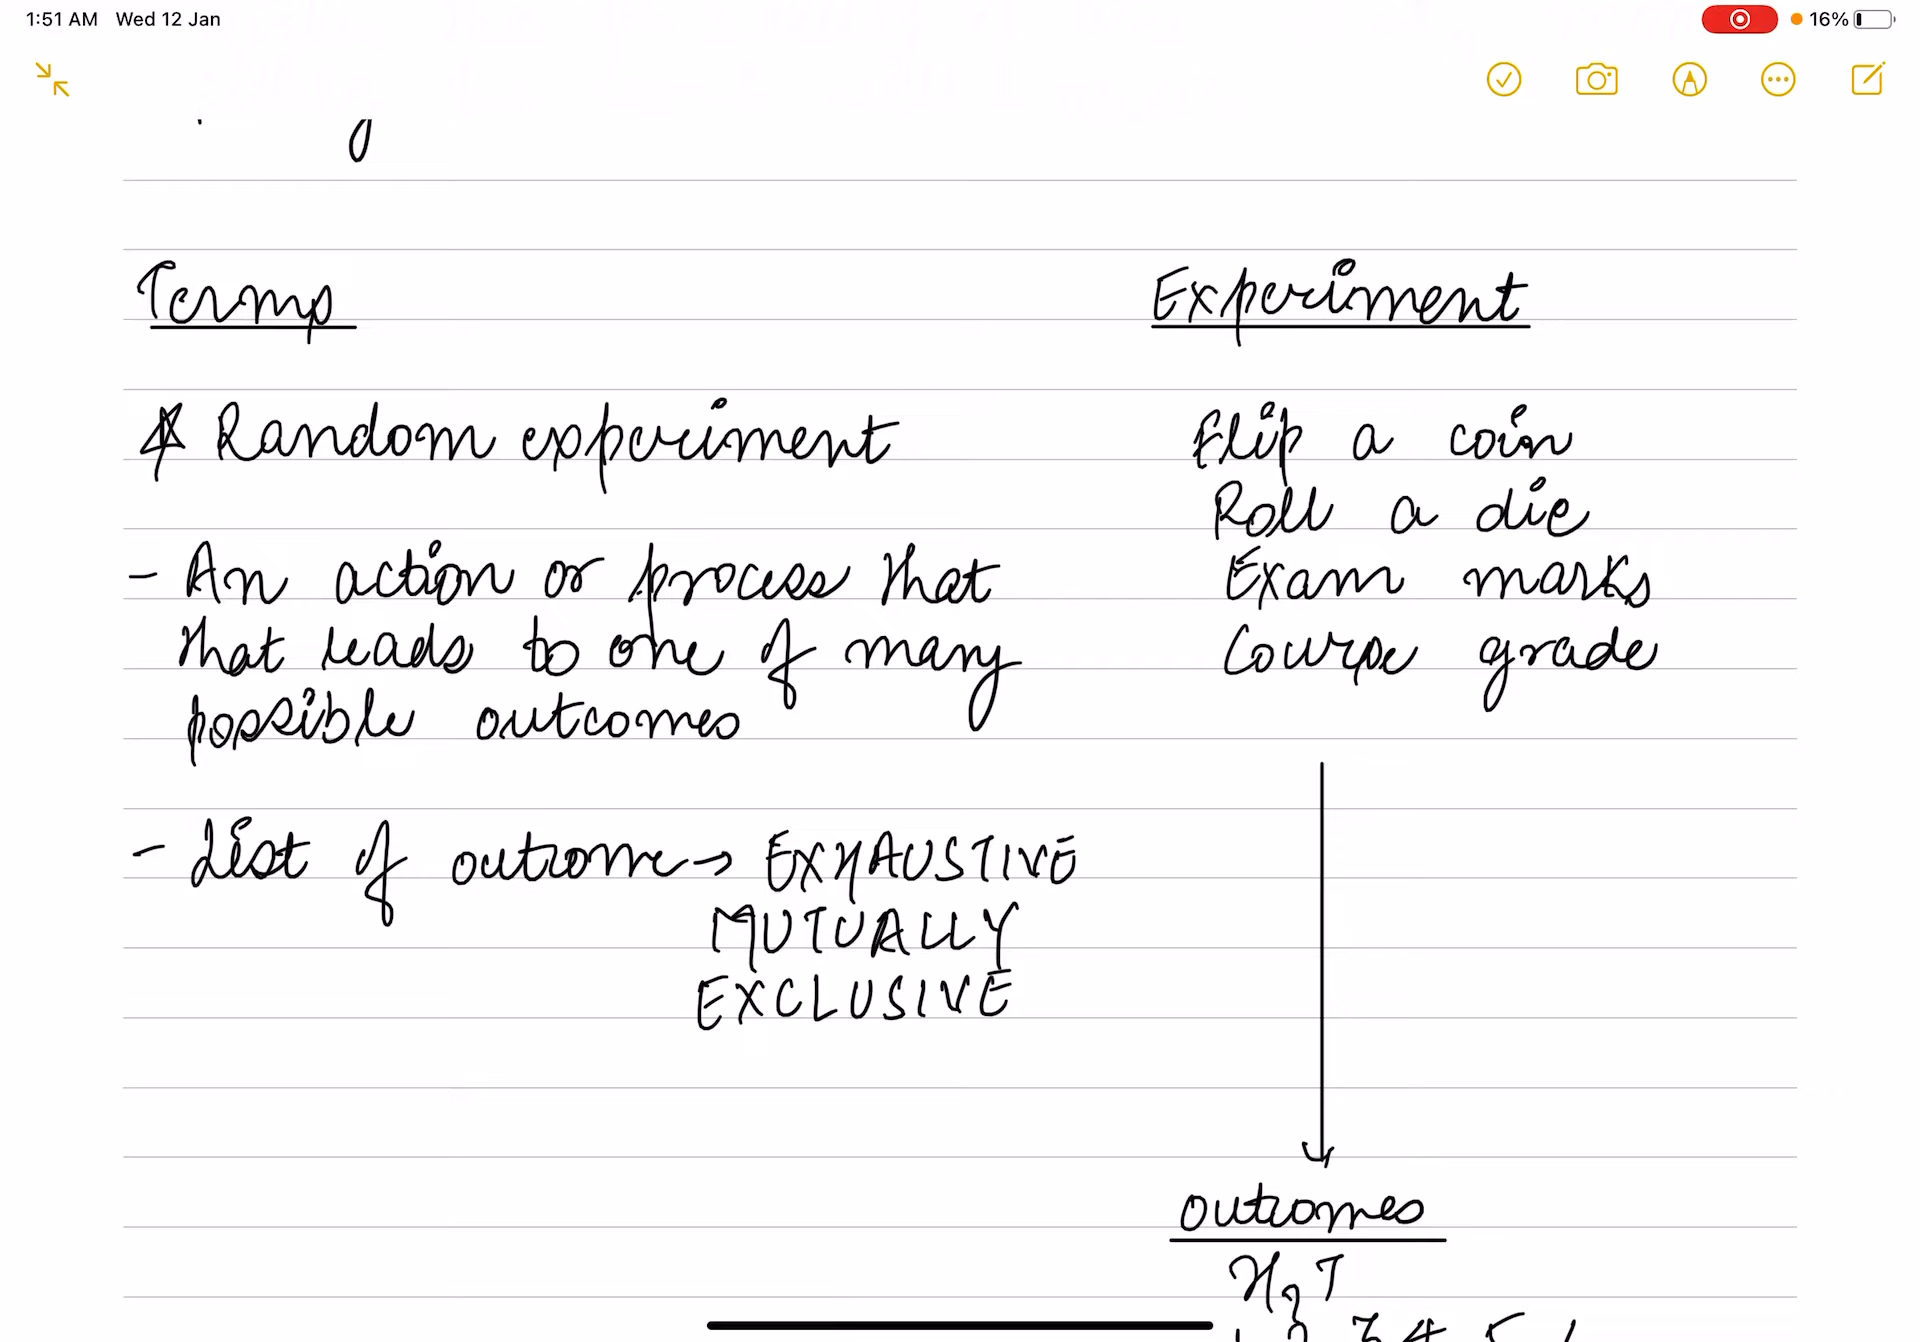 1:51 AM Wed 12 Jan
16%
Terms
Experiment
Random experiment
- An action or process that
that leads to one of many
possible outcomes
- List of outcome → EXHAUSTIVE
MUTUALLY
EXCLUSIVE
Flip a coin
Roll a die
Exam marks
Course grade
outcomes
H, T